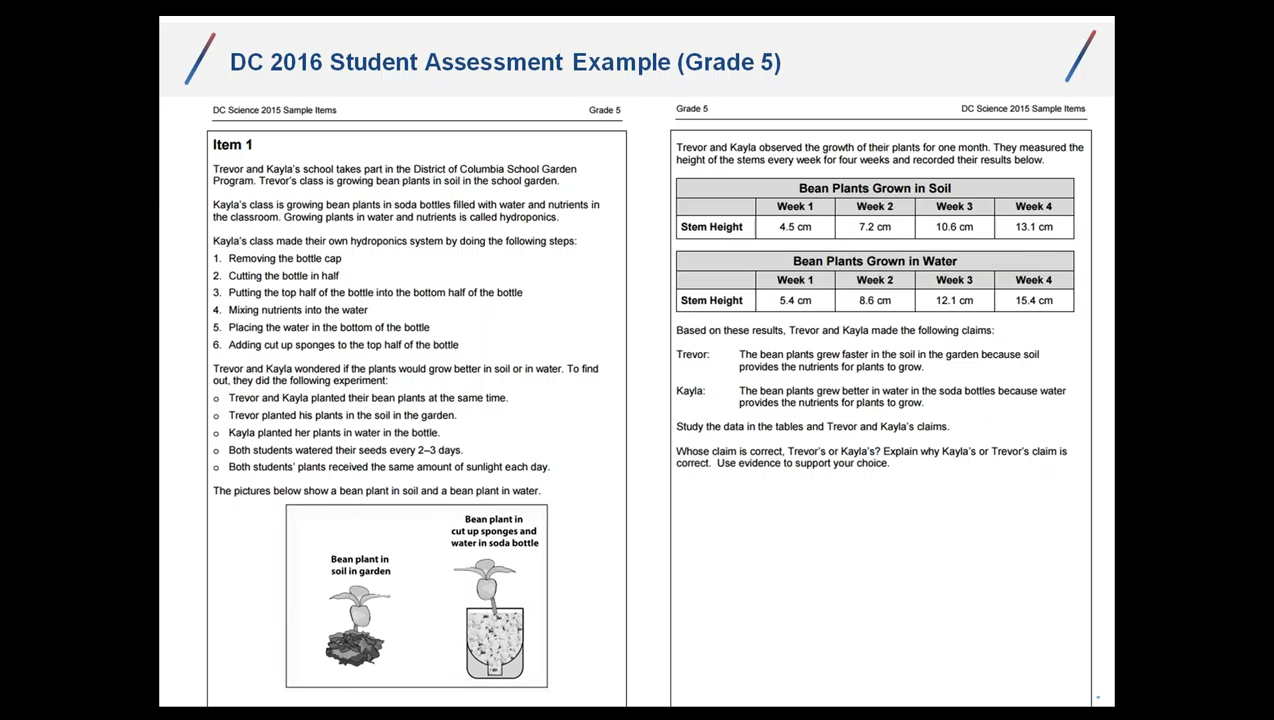 DC 2016 Student Assessment Example (Grade 5)
DC Science 2015 Sample Items
Grade 5
Item 1
Trevor and Kayla's school takes part in the District of Columbia School Garden
Program. Trevor's class is growing bean plants in soil in the school garden.
Kayla's class is growing bean plants in soda bottles filled with water and nutrients in
the classroom. Growing plants in water and nutrients is called hydroponics.
Kayla's class made their own hydroponics system by doing the following steps:
1. Removing the bottle cap
2. Cutting the bottle in half
3. Putting the top half of the bottle into the bottom half of the bottle
4. Mixing nutrients into the water
5. Placing the water in the bottom of the bottle
6. Adding cut up sponges to the top half of the bottle
Trevor and Kayla wondered if the plants would grow better in soil or in water. To find
out, they did the following experiment:
o Trevor and Kayla planted their bean plants at the same time.
o Trevor planted his plants in the soil in the garden.
o Kayla planted her plants in water in the bottle.
o Both students watered their seeds every 2–3 days.
o Both students' plants received the same amount of sunlight each day.
The pictures below show a bean plant in soil and a bean plant in water.
Bean plant in
soil in garden
Bean plant in
cut up sponges and
water in soda bottle
Grade 5
DC Science 2015 Sample Items
Trevor and Kayla observed the growth of their plants for one month. They measured the
height of the stems every week for four weeks and recorded their results below.
Bean Plants Grown in Soil
Week 1 Week 2 Week 3 Week 4
Stem Height 4.5 cm 7.2 cm 10.6 cm 13.1 cm
Bean Plants Grown in Water
Week 1 Week 2 Week 3 Week 4
Stem Height 5.4 cm 8.6 cm 12.1 cm 15.4 cm
Based on these results, Trevor and Kayla made the following claims:
Trevor: The bean plants grew faster in the soil in the garden because soil
provides the nutrients for plants to grow.
Kayla: The bean plants grew better in water in the soda bottles because water
provides the nutrients for plants to grow.
Study the data in the tables and Trevor and Kayla's claims.
Whose claim is correct, Trevor's or Kayla's? Explain why Kayla's or Trevor's claim is
correct. Use evidence to support your choice.